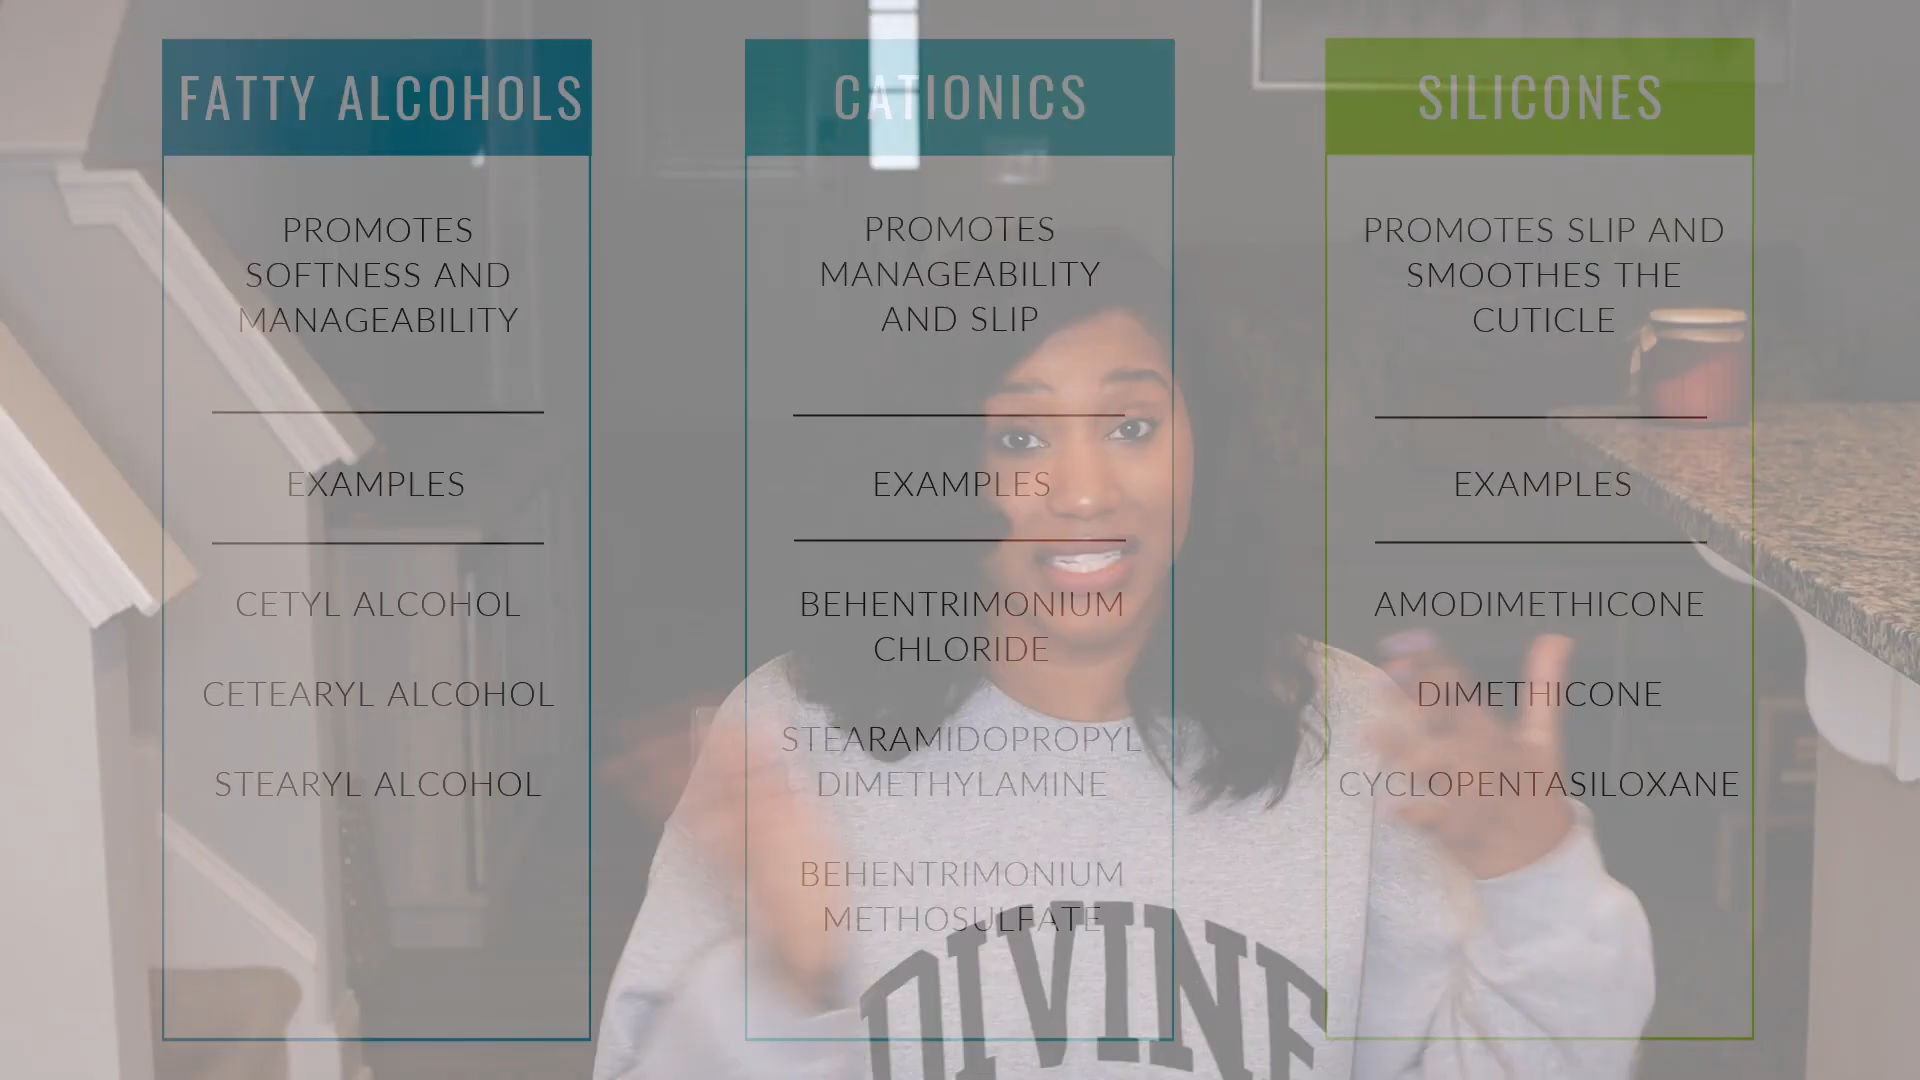 FATTY ALCOHOLS
PROMOTES
SOFTNESS AND
MANAGEABILITY
EXAMPLES
CETYL ALCOHOL
CETEARYL ALCOHOL
STEARYL ALCOHOL
CATIONICS
PROMOTES
MANAGEABILITY
AND SLIP
EXAMPLES
BEHENTRIMONIUM
CHLORIDE
STEARAMIDOPROPYL
DIMETHYLAMINE
BEHENTRIMONIUM
METHOSULFATE
SILICONES
PROMOTES SLIP AND
SMOOTHES THE
CUTICLE
EXAMPLES
AMODIMETHICONE
DIMETHICONE
CYCLOPENTASILOXANE
DIVINE